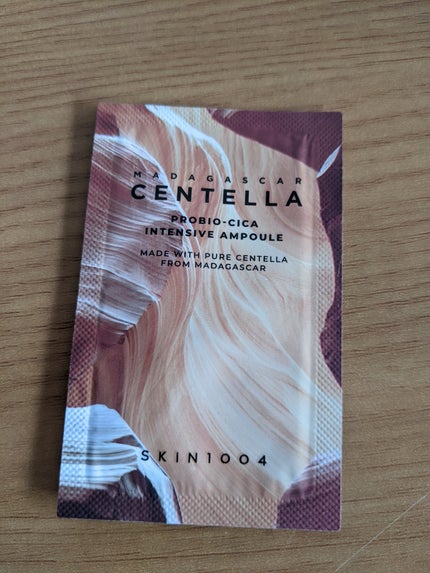 MADAGASCAR
CENTELLA
PROBIO-CICA
INTENSIVE AMPOULE
MADE WITH PURE CENTELLA
FROM MADAGASCAR
SKIN1004